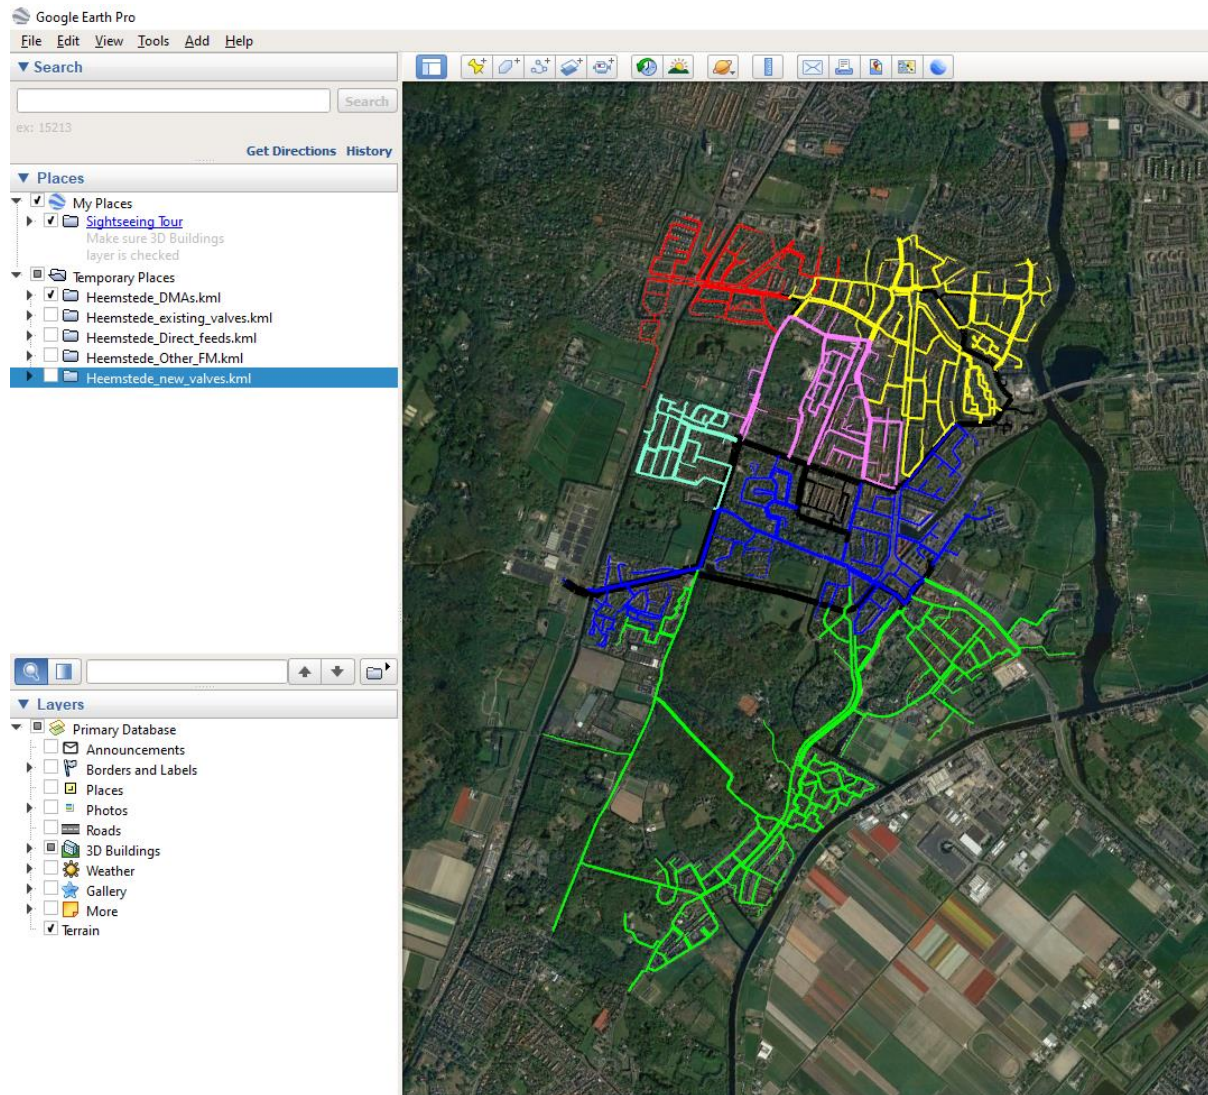 Google Earth Pro
File Edit View Tools Add Help
Search
Search
ex: 15213
Get Directions History
Places
My Places
Sightseeing Tour
Make sure 3D Buildings
layer is checked
Temporary Places
Heemstede_DMAs.kml
Heemstede_existing_valves.kml
Heemstede_Direct_feeds.kml
Heemstede_Other_FM.kml
Heemstede_new_valves.kml
Layers
Primary Database
Announcements
Borders and Labels
Places
Photos
Roads
3D Buildings
Weather
Gallery
More
Terrain